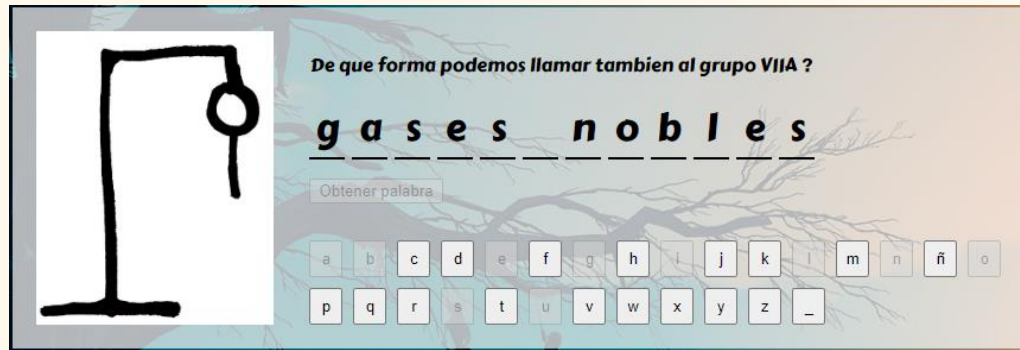 De que forma podemos llamar tambien al grupo VIIA ?
g a s e s n o b l e s
Obtener palabra
a b c d e f g h i j k l m n ñ o
p q r s t u v w x y z _